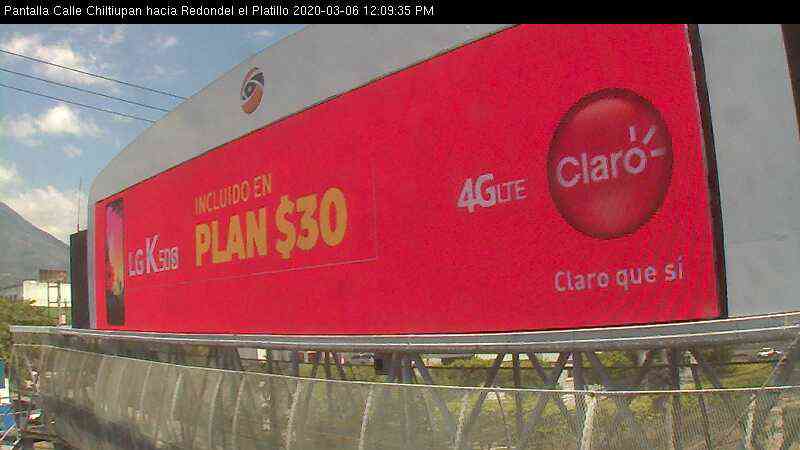 Pantalla Calle Chiltiupan hacia Redondel el Platillo 2020-03-06 12:09:35 PM
INCLUIDO EN
PLAN $30
LG K50S
4G LTE
Claro
Claro que sí